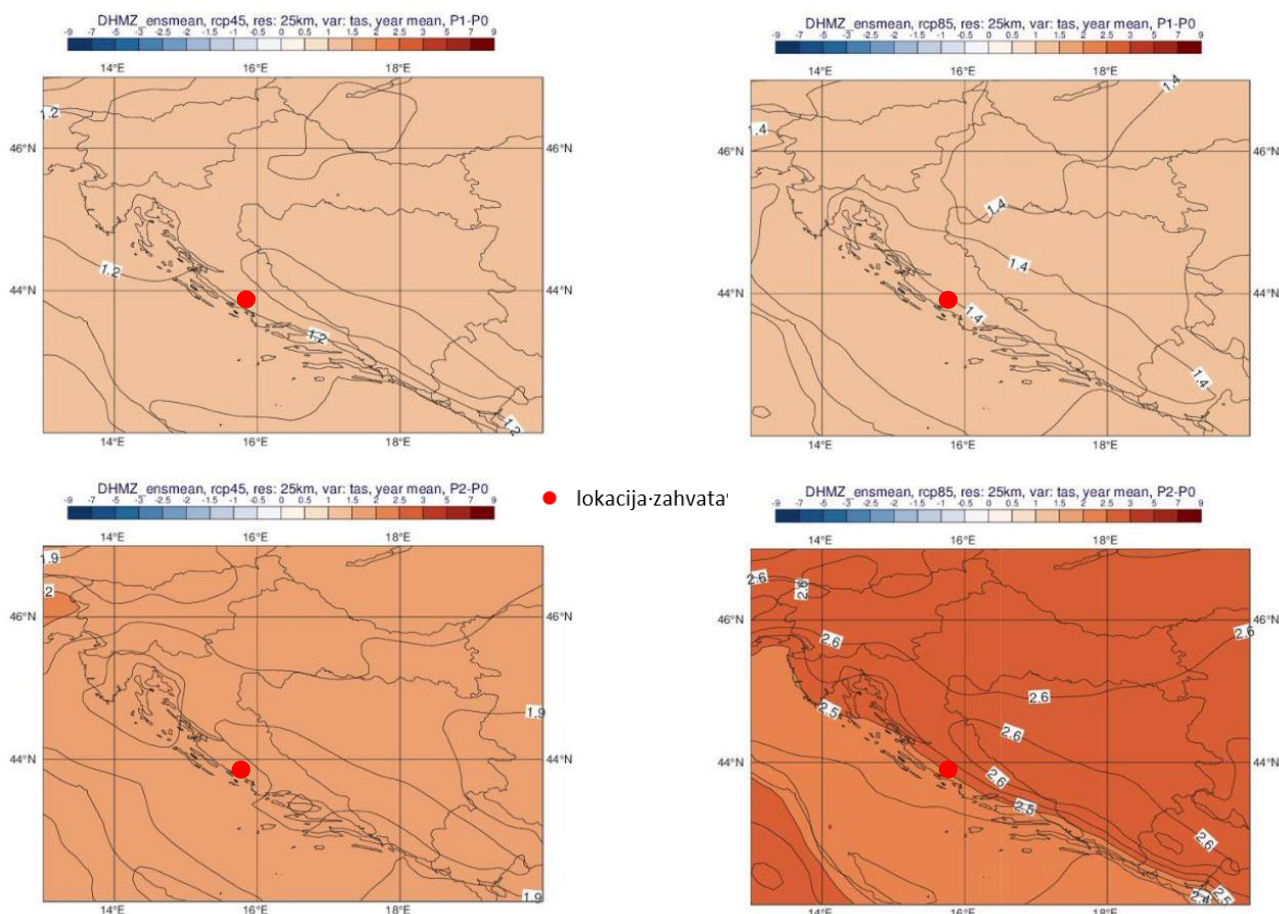 DHMZ_ensmean, rcp45, res: 25km, var: tas, year mean, P1-P0
-9 -7 -5 -3 -2.5 -2 -1.5 -1 -0.5 0 0.5 1 1.5 2 2.5 3 5 7 9
14°E 16°E 18°E
1.2
46°N
1.2
44°N
1.2
1.2
14°E 16°E 18°E
DHMZ_ensmean, rcp85, res: 25km, var: tas, year mean, P1-P0
-9 -7 -5 -3 -2.5 -2 -1.5 -1 -0.5 0 0.5 1 1.5 2 2.5 3 5 7 9
14°E 16°E 18°E
1.4
1.4
46°N 46°N
1.4
1.4
44°N 44°N
1.4
1.4
14°E 16°E 18°E
DHMZ_ensmean, rcp45, res: 25km, var: tas, year mean, P2-P0
-9 -7 -5 -3 -2.5 -2 -1.5 -1 -0.5 0 0.5 1 1.5 2 2.5 3 5 7 9
14°E 16°E 18°E
1.9
2
46°N
1.9
44°N
1.9
14°E 16°E 18°E
lokacija·zahvata
DHMZ_ensmean, rcp85, res: 25km, var: tas, year mean, P2-P0
-9 -7 -5 -3 -2.5 -2 -1.5 -1 -0.5 0 0.5 1 1.5 2 2.5 3 5 7 9
14°E 16°E 18°E
2.6 2.6
46°N 46°N
2.6 2.6
2.6
2.5
2.6
44°N 44°N
2.6
2.5
2.6
2.5
2.4
14°E 16°E 18°E